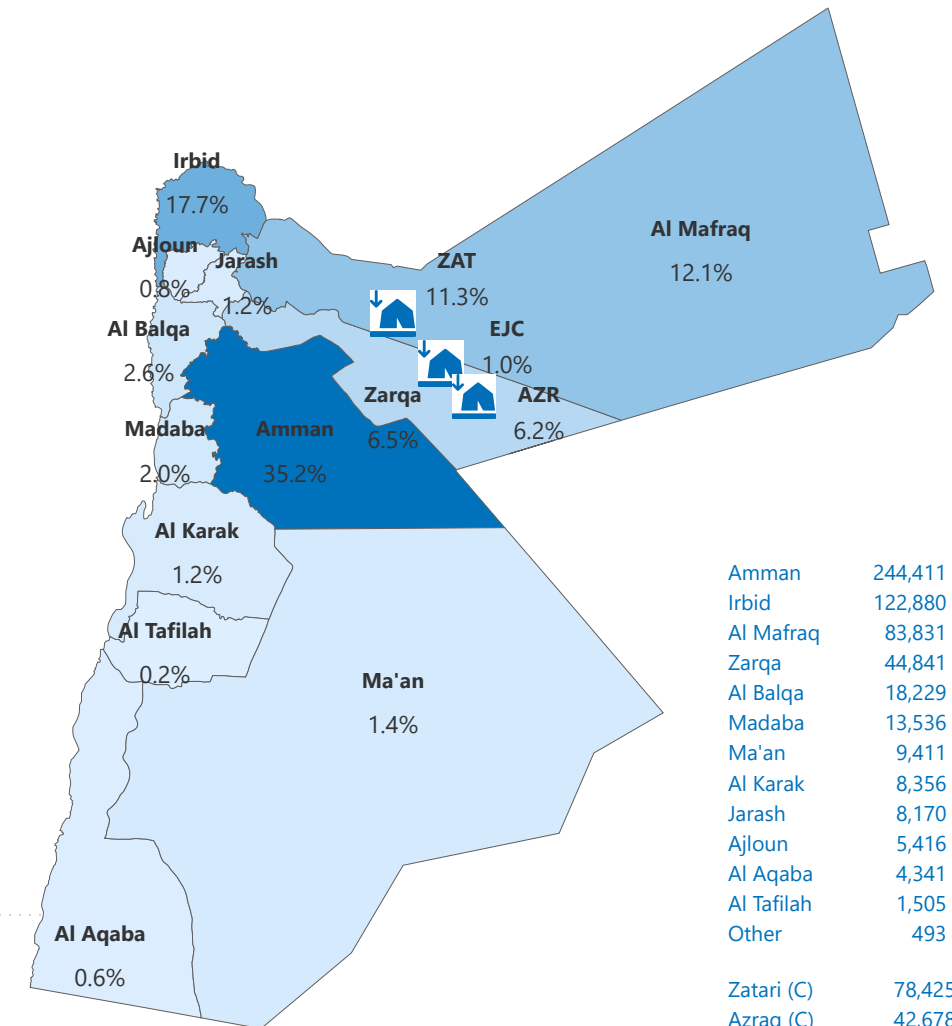 Irbid
17.7%
Ajloun
0.8%
Jarash
1.2%
Al Mafraq
12.1%
ZAT
11.3%
Al Balqa
2.6%
EJC
1.0%
Zarqa
6.5%
AZR
6.2%
Madaba
2.0%
Amman
35.2%
Al Karak
1.2%
Al Tafilah
0.2%
Ma'an
1.4%
Al Aqaba
0.6%
Amman 244,411
Irbid 122,880
Al Mafraq 83,831
Zarqa 44,841
Al Balqa 18,229
Madaba 13,536
Ma'an 9,411
Al Karak 8,356
Jarash 8,170
Ajloun 5,416
Al Aqaba 4,341
Al Tafilah 1,505
Other 493
Zatari (C) 78,425
Azraq (C) 42,678